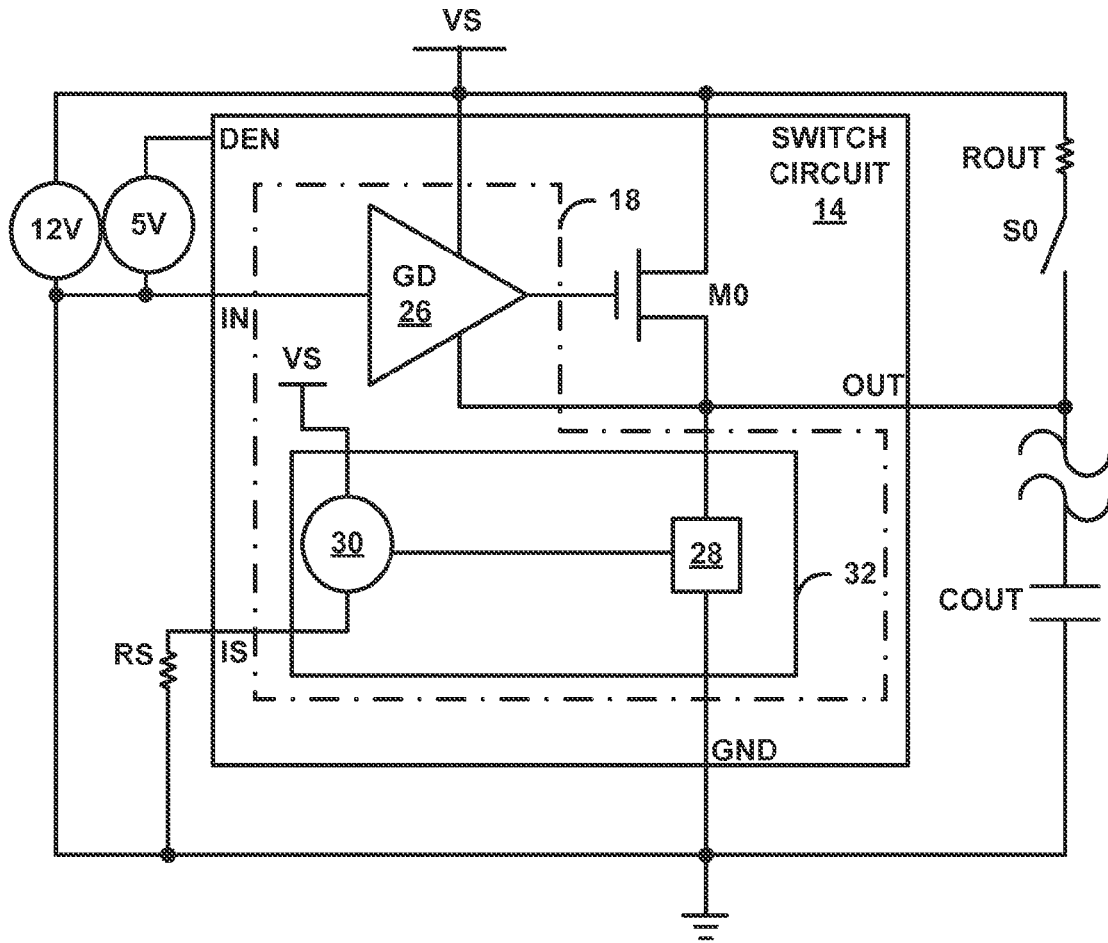 VS
DEN
SWITCH
CIRCUIT
14
ROUT
18
12V
5V
S0
GD
26
M0
IN
VS
OUT
30
28
32
COUT
RS
IS
GND